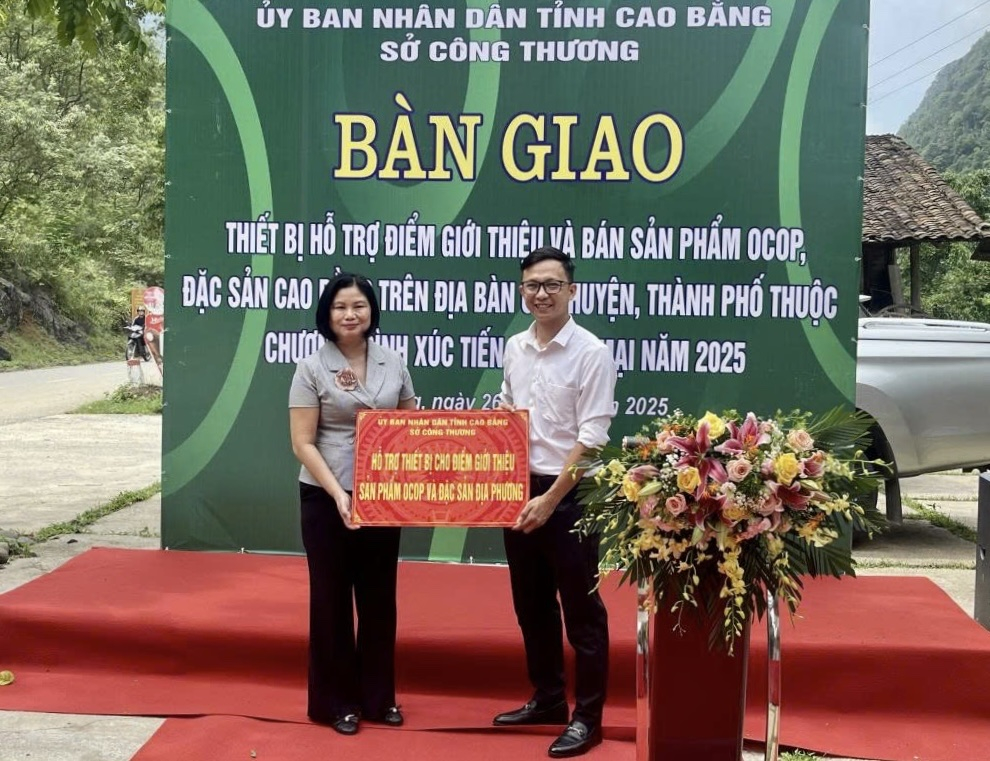 ỦY BAN NHÂN DÂN TỈNH CAO BẰNG
SỞ CÔNG THƯƠNG
BÀN GIAO
THIẾT BỊ HỖ TRỢ ĐIỂM GIỚI THIỆU VÀ BÁN SẢN PHẨM OCOP,
ĐẶC SẢN CAO TRÊN ĐỊA BÀN HUYỆN, THÀNH PHỐ THUỘC
XÚC TIẾN MẠI NĂM 2025
ngày 26 2025
ỦY BAN NHÂN DÂN TỈNH CAO BẰNG
SỞ CÔNG THƯƠNG
HỖ TRỢ THIẾT BỊ CHO ĐIỂM GIỚI THIỆU
SẢN PHẨM OCOP VÀ ĐẶC SẢN ĐỊA PHƯƠNG